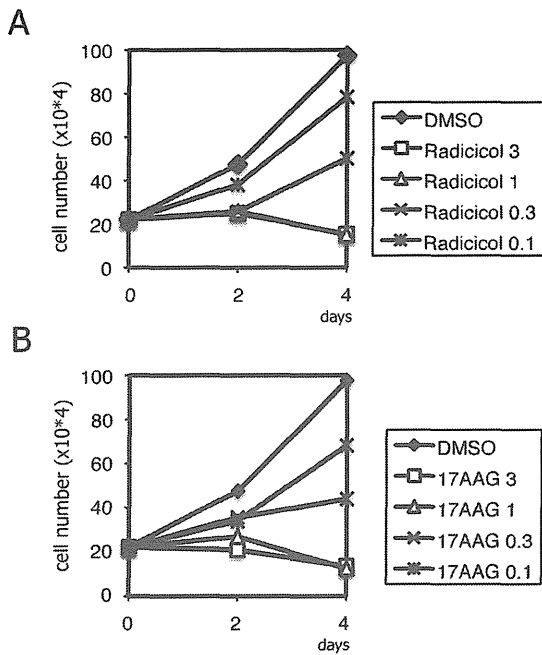 A
cell number (x10*4)
100
80
60
40
20
0
0 2 4
days
DMSO
Radicicol 3
Radicicol 1
Radicicol 0.3
Radicicol 0.1
B
cell number (x10*4)
100
80
60
40
20
0
0 2 4
days
DMSO
17AAG 3
17AAG 1
17AAG 0.3
17AAG 0.1